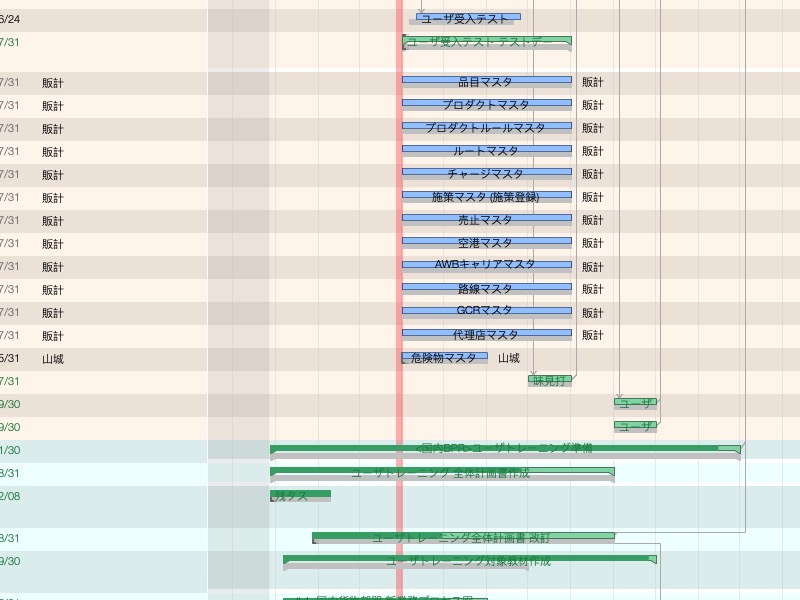 6/24 ユーザ受入テスト
7/31 ユーザ受入テスト テストデー
7/31 販計 品目マスタ 販計
7/31 販計 プロダクトマスタ 販計
7/31 販計 プロダクトルールマスタ 販計
7/31 販計 ルートマスタ 販計
7/31 販計 チャージマスタ 販計
7/31 販計 施策マスタ (施策登録) 販計
7/31 販計 売止マスタ 販計
7/31 販計 空港マスタ 販計
7/31 販計 AWBキャリアマスタ 販計
7/31 販計 路線マスタ 販計
7/31 販計 GCRマスタ 販計
7/31 販計 代理店マスタ 販計
5/31 山城 危険物マスタ 山城
7/31 味見打
9/30 ユーザ
9/30 ユーザ
1/30 <国内BPR>ユーザトレーニング準備
8/31 ユーザトレーニング 全体計画書作成
2/08 残タス
8/31 ユーザトレーニング全体計画書 改訂
9/30 ユーザトレーニング対象教材作成